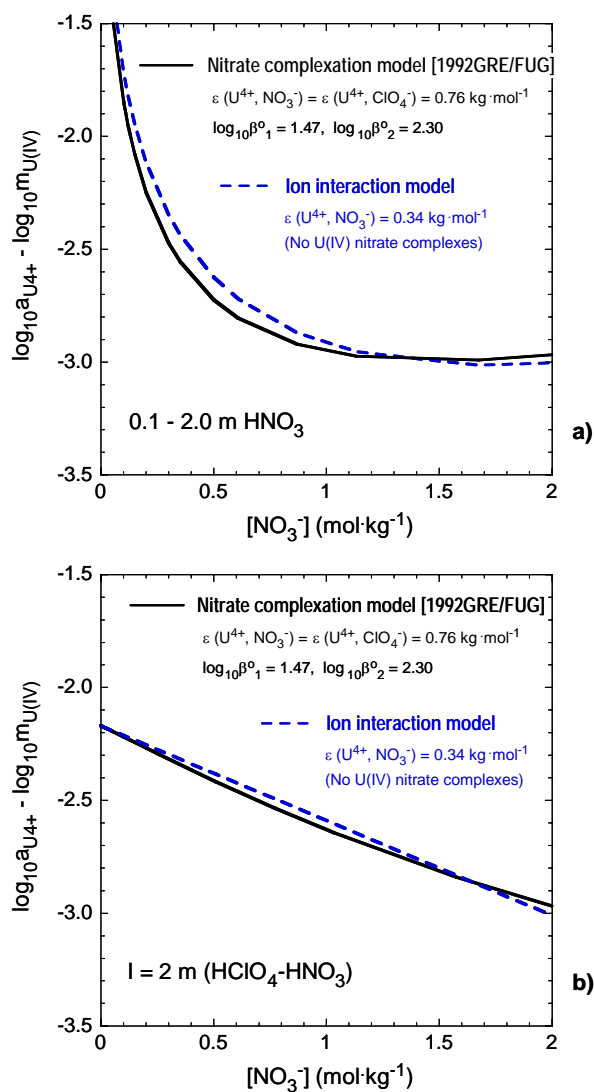 -1.5
Nitrate complexation model [1992GRE/FUG]
ε (U⁴⁺, NO₃⁻) = ε (U⁴⁺, ClO₄⁻) = 0.76 kg·mol⁻¹
log₁₀β°₁ = 1.47, log₁₀β°₂ = 2.30
-2.0
Ion interaction model
ε (U⁴⁺, NO₃⁻) = 0.34 kg·mol⁻¹
(No U(IV) nitrate complexes)
-2.5
log₁₀a_U4+ - log₁₀m_U(IV)
-3.0
0.1 - 2.0 m HNO₃
a)
-3.5
0 0.5 1 1.5 2
[NO₃⁻] (mol·kg⁻¹)
-1.5
Nitrate complexation model [1992GRE/FUG]
ε (U⁴⁺, NO₃⁻) = ε (U⁴⁺, ClO₄⁻) = 0.76 kg·mol⁻¹
log₁₀β°₁ = 1.47, log₁₀β°₂ = 2.30
-2.0
Ion interaction model
ε (U⁴⁺, NO₃⁻) = 0.34 kg·mol⁻¹
(No U(IV) nitrate complexes)
-2.5
log₁₀a_U4+ - log₁₀m_U(IV)
-3.0
I = 2 m (HClO₄-HNO₃)
b)
-3.5
0 0.5 1 1.5 2
[NO₃⁻] (mol·kg⁻¹)